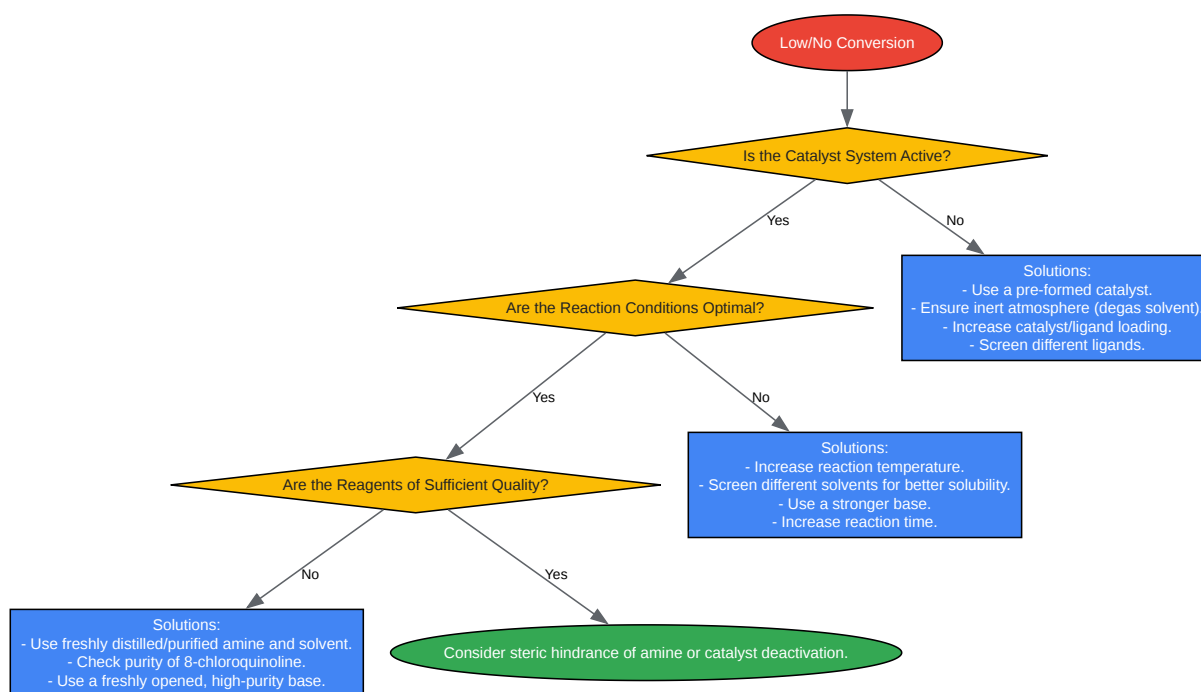 Low/No Conversion
Is the Catalyst System Active?
Yes
No
Solutions:
- Use a pre-formed catalyst.
- Ensure inert atmosphere (degas solvent).
- Increase catalyst/ligand loading.
- Screen different ligands.
Are the Reaction Conditions Optimal?
Yes
No
Solutions:
- Increase reaction temperature.
- Screen different solvents for better solubility.
- Use a stronger base.
- Increase reaction time.
Are the Reagents of Sufficient Quality?
No
Yes
Solutions:
- Use freshly distilled/purified amine and solvent.
- Check purity of 8-chloroquinoline.
- Use a freshly opened, high-purity base.
Consider steric hindrance of amine or catalyst deactivation.